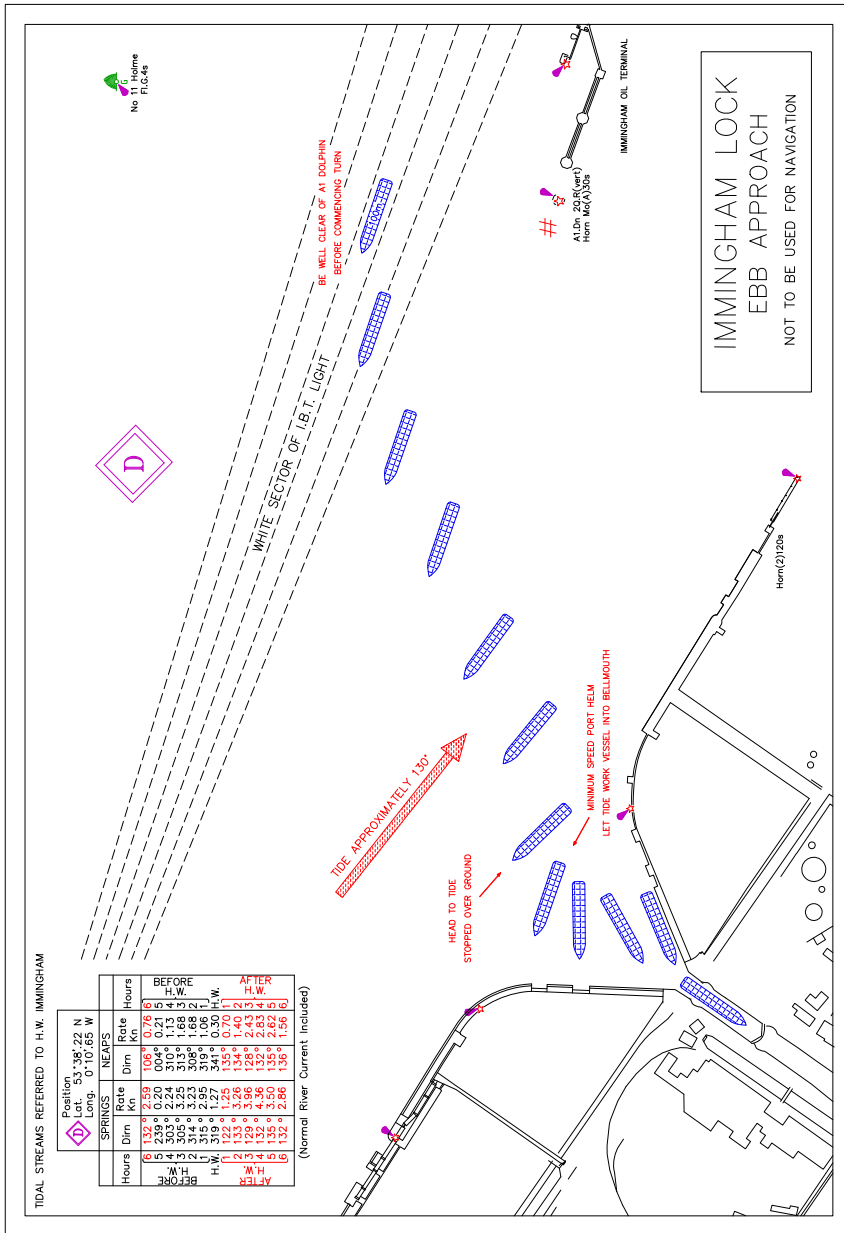 TIDAL STREAMS REFERRED TO H.W. IMMINGHAM
D
Position
Lat. 53°38'.22 N
Long. 0°10'.65 W
SPRINGS NEAPS
Hours Dirn Rate Kn Dirn Rate Kn Hours
BEFORE H.W.
6 132° 2.59 106° 0.76 6
5 239° 0.20 004° 0.21 5
4 303° 2.24 310° 1.13 4
3 305° 3.25 313° 1.68 3
2 314° 3.23 308° 1.68 2
1 315° 2.95 319° 1.06 1
BEFORE H.W.
H.W. 319° 1.27 341° 0.30 H.W.
AFTER H.W.
1 122° 1.25 135° 0.70 1
2 133° 3.26 134° 1.40 2
3 129° 3.96 128° 2.43 3
4 132° 4.36 132° 2.83 4
5 135° 3.50 135° 2.62 5
6 132° 2.86 136° 1.56 6
AFTER H.W.
(Normal River Current Included)
D
No 11 Holme
Fl.G.4s
G
WHITE SECTOR OF I.B.T. LIGHT
BE WELL CLEAR OF A1 DOLPHIN
BEFORE COMMENCING TURN
100m
TIDE APPROXIMATELY 130°
HEAD TO TIDE
STOPPED OVER GROUND
MINIMUM SPEED PORT HELM
LET TIDE WORK VESSEL INTO BELLMOUTH
#
A1.Dn 2Q.R(vert)
Horn Mo(A)30s
IMMINGHAM OIL TERMINAL
Horn(2)120s
IMMINGHAM LOCK
EBB APPROACH
NOT TO BE USED FOR NAVIGATION